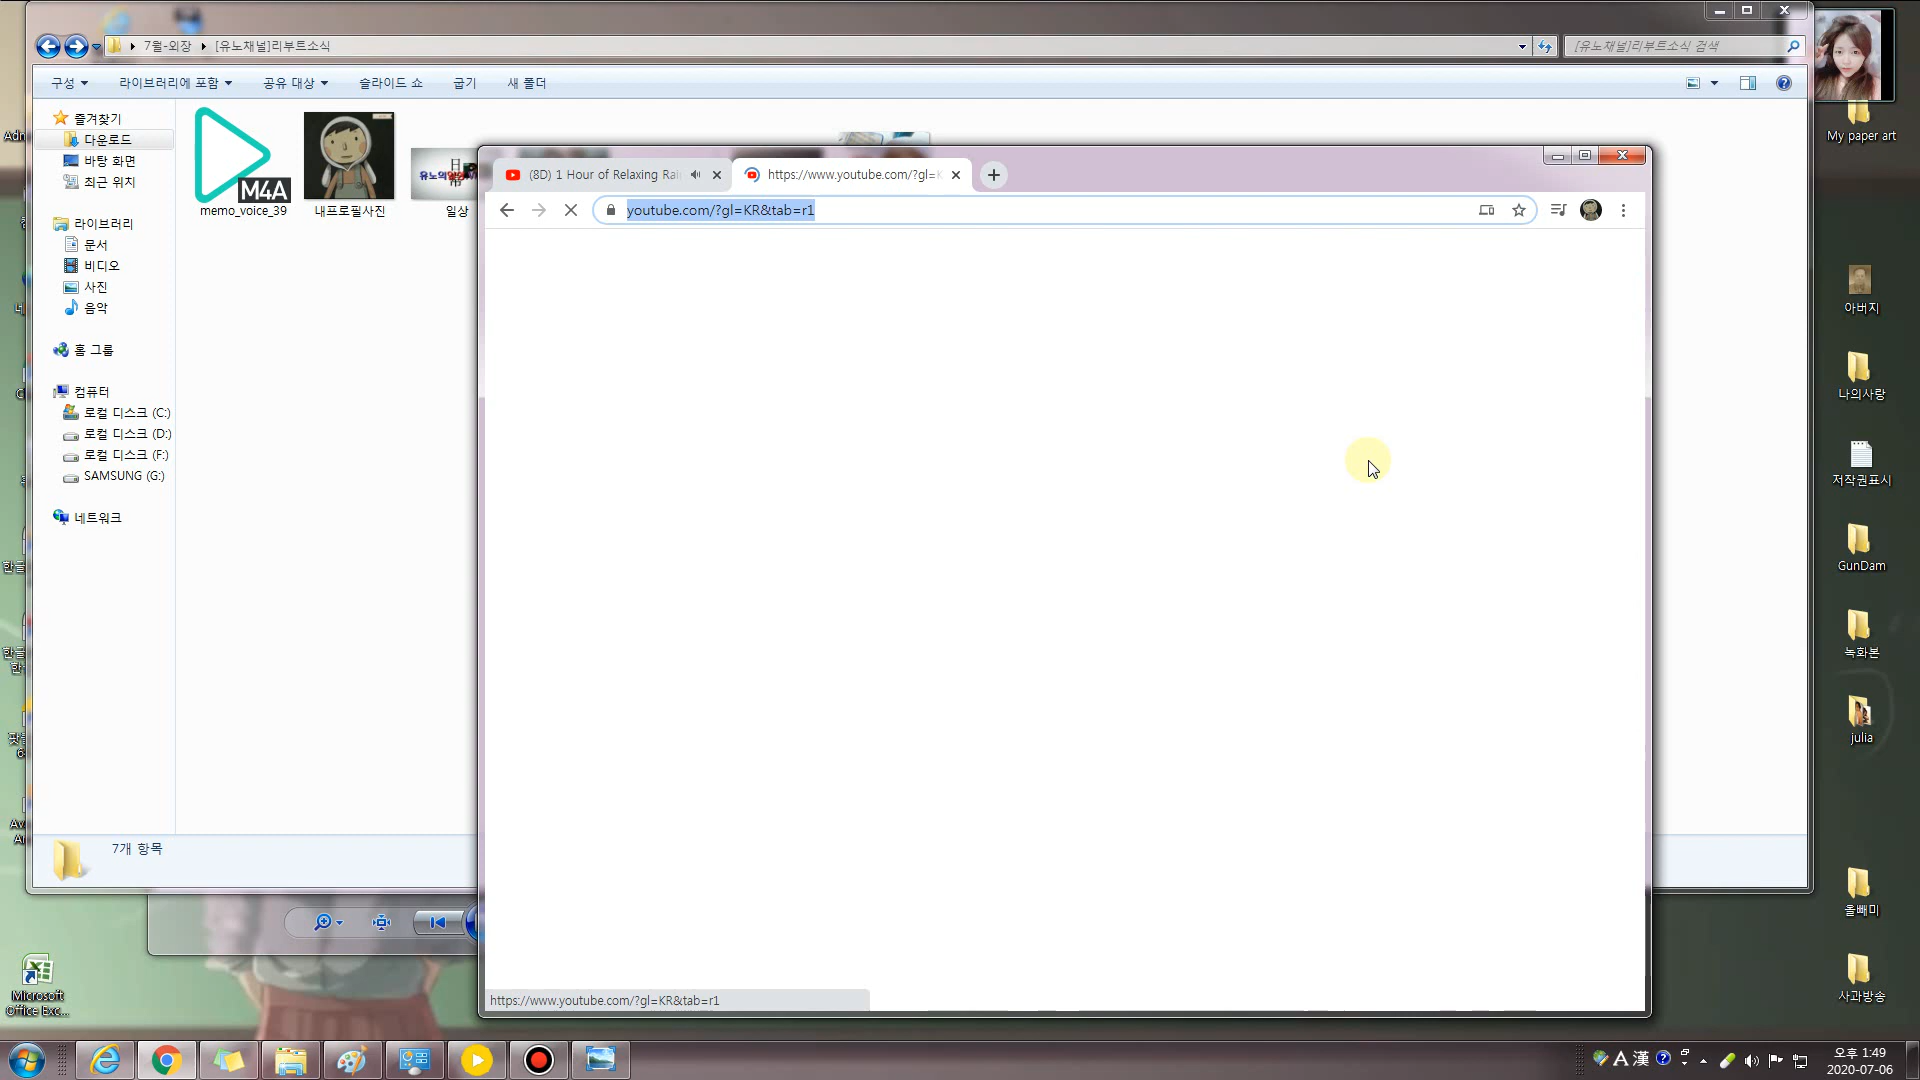 7월-외장 ▸ [유노채널]리부트소식
[유노채널]리부트소식 검색
구성 라이브러리에 포함 공유 대상 슬라이드 쇼 굽기 새 폴더
즐겨찾기
다운로드
바탕 화면
최근 위치
라이브러리
문서
비디오
사진
음악
홈 그룹
컴퓨터
로컬 디스크 (C:)
로컬 디스크 (D:)
로컬 디스크 (F:)
SAMSUNG (G:)
네트워크
M4A
memo_voice_39
내프로필사진
일상
7개 항목
(8D) 1 Hour of Relaxing Rai
https://www.youtube.com/?gl=K
youtube.com/?gl=KR&tab=r1
https://www.youtube.com/?gl=KR&tab=r1
My paper art
아버지
나의사랑
저작권표시
GunDam
녹화본
julia
올빼미
사과방송
Microsoft
Office Exc...
A 漢
오후 1:49
2020-07-06